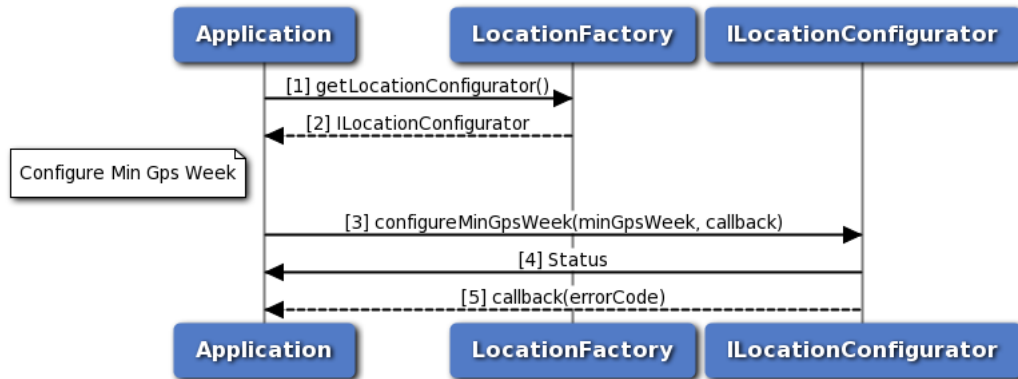 Application
LocationFactory
ILocationConfigurator
[1] getLocationConfigurator()
[2] ILocationConfigurator
Configure Min Gps Week
[3] configureMinGpsWeek(minGpsWeek, callback)
[4] Status
[5] callback(errorCode)
Application
LocationFactory
ILocationConfigurator